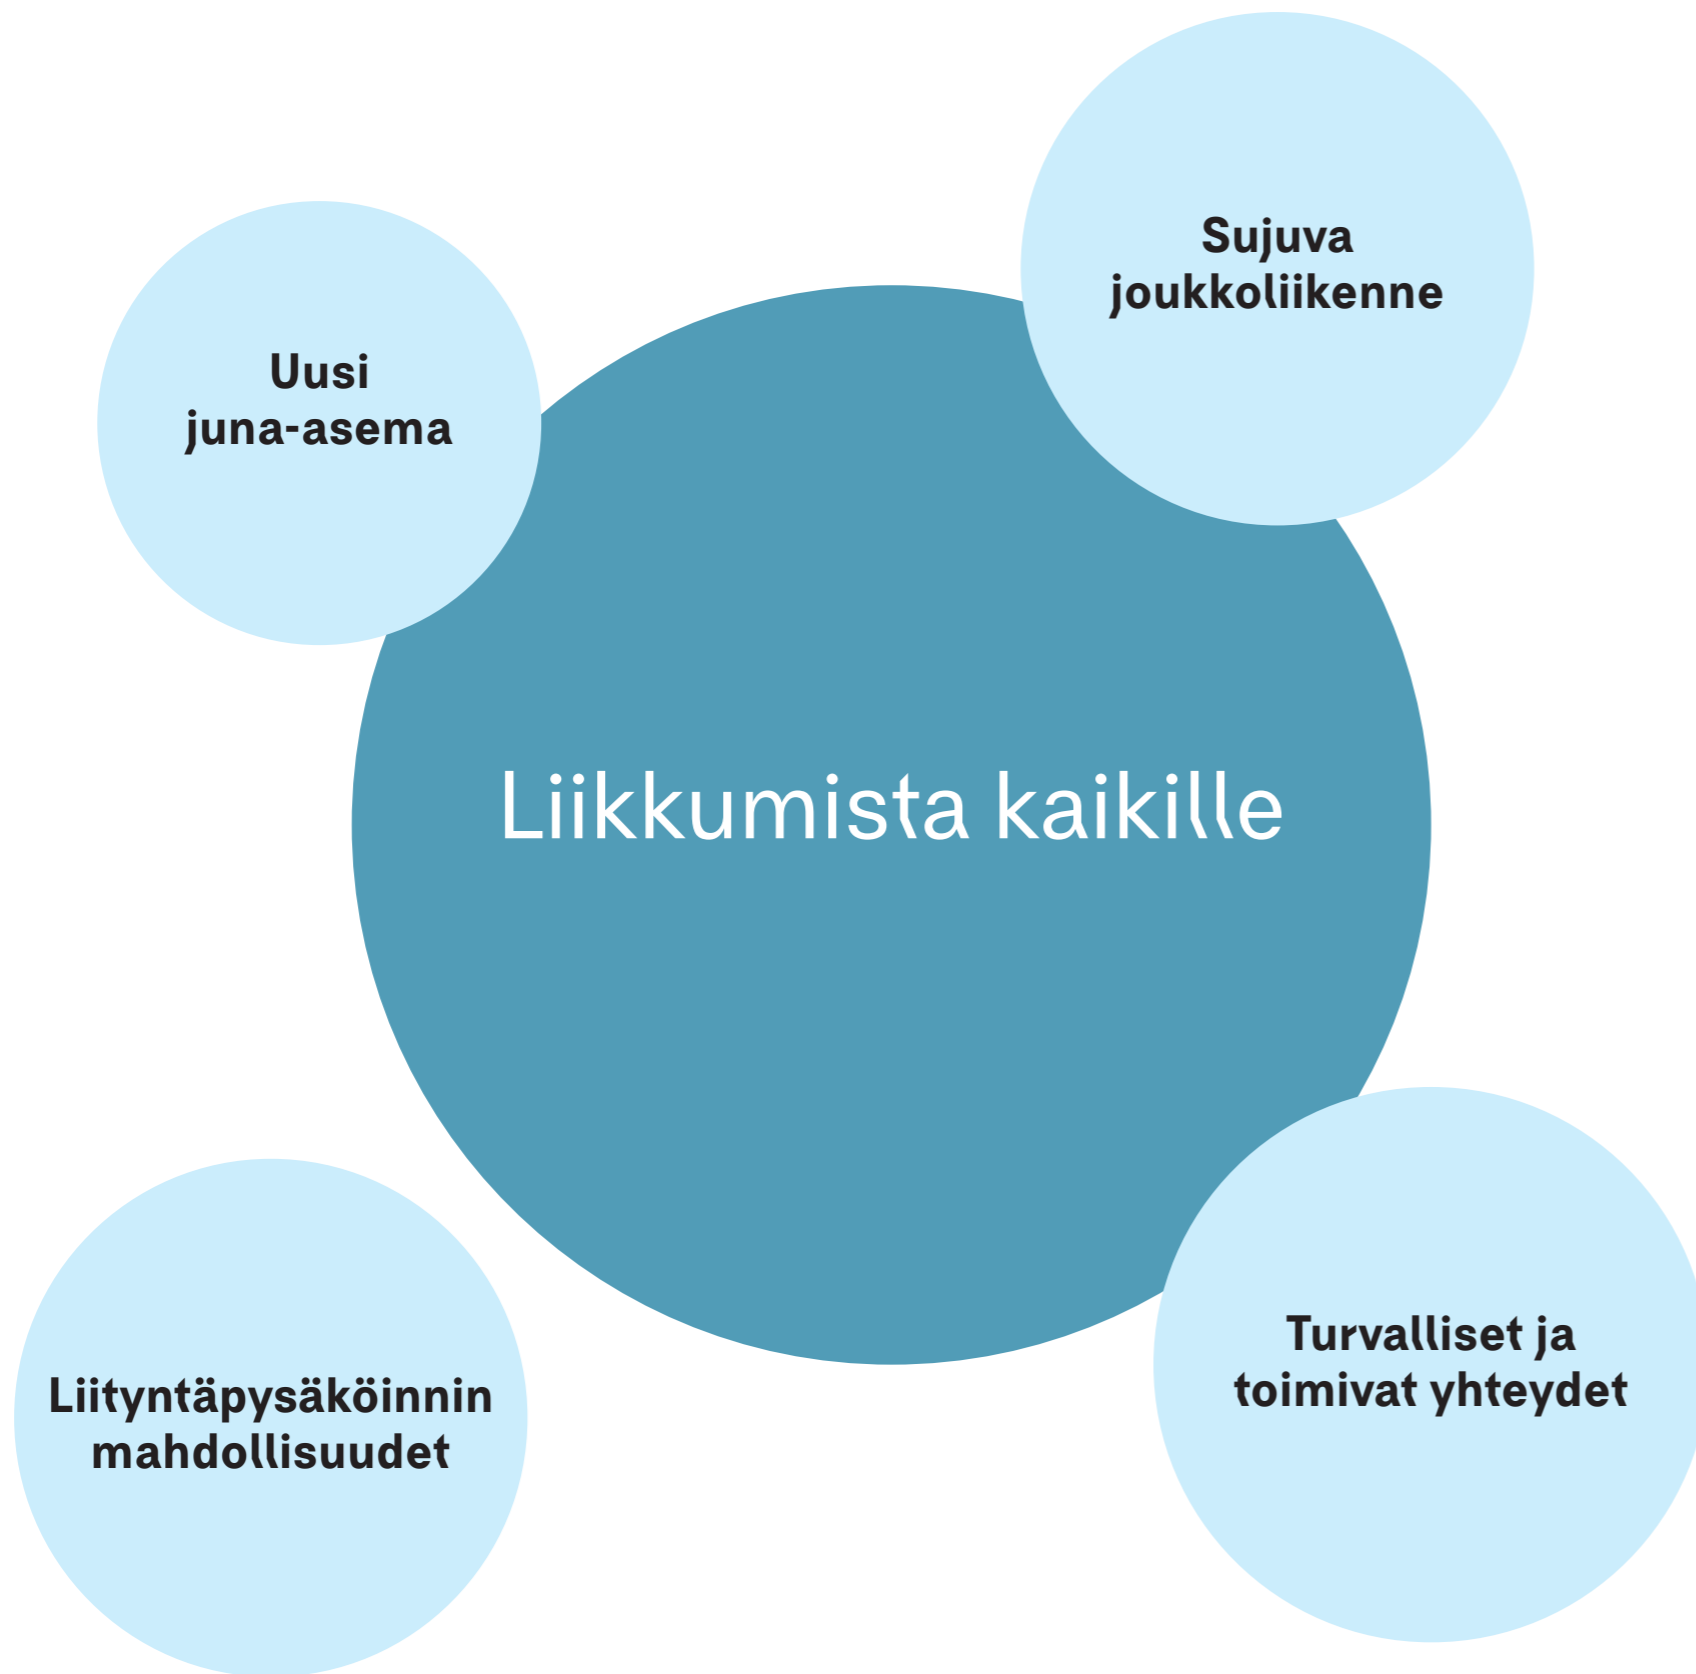 Sujuva
joukkoliikenne
Uusi
juna-asema
Liikkumista kaikille
Turvalliset ja
toimivat yhteydet
Liityntäpysäköinnin
mahdollisuudet